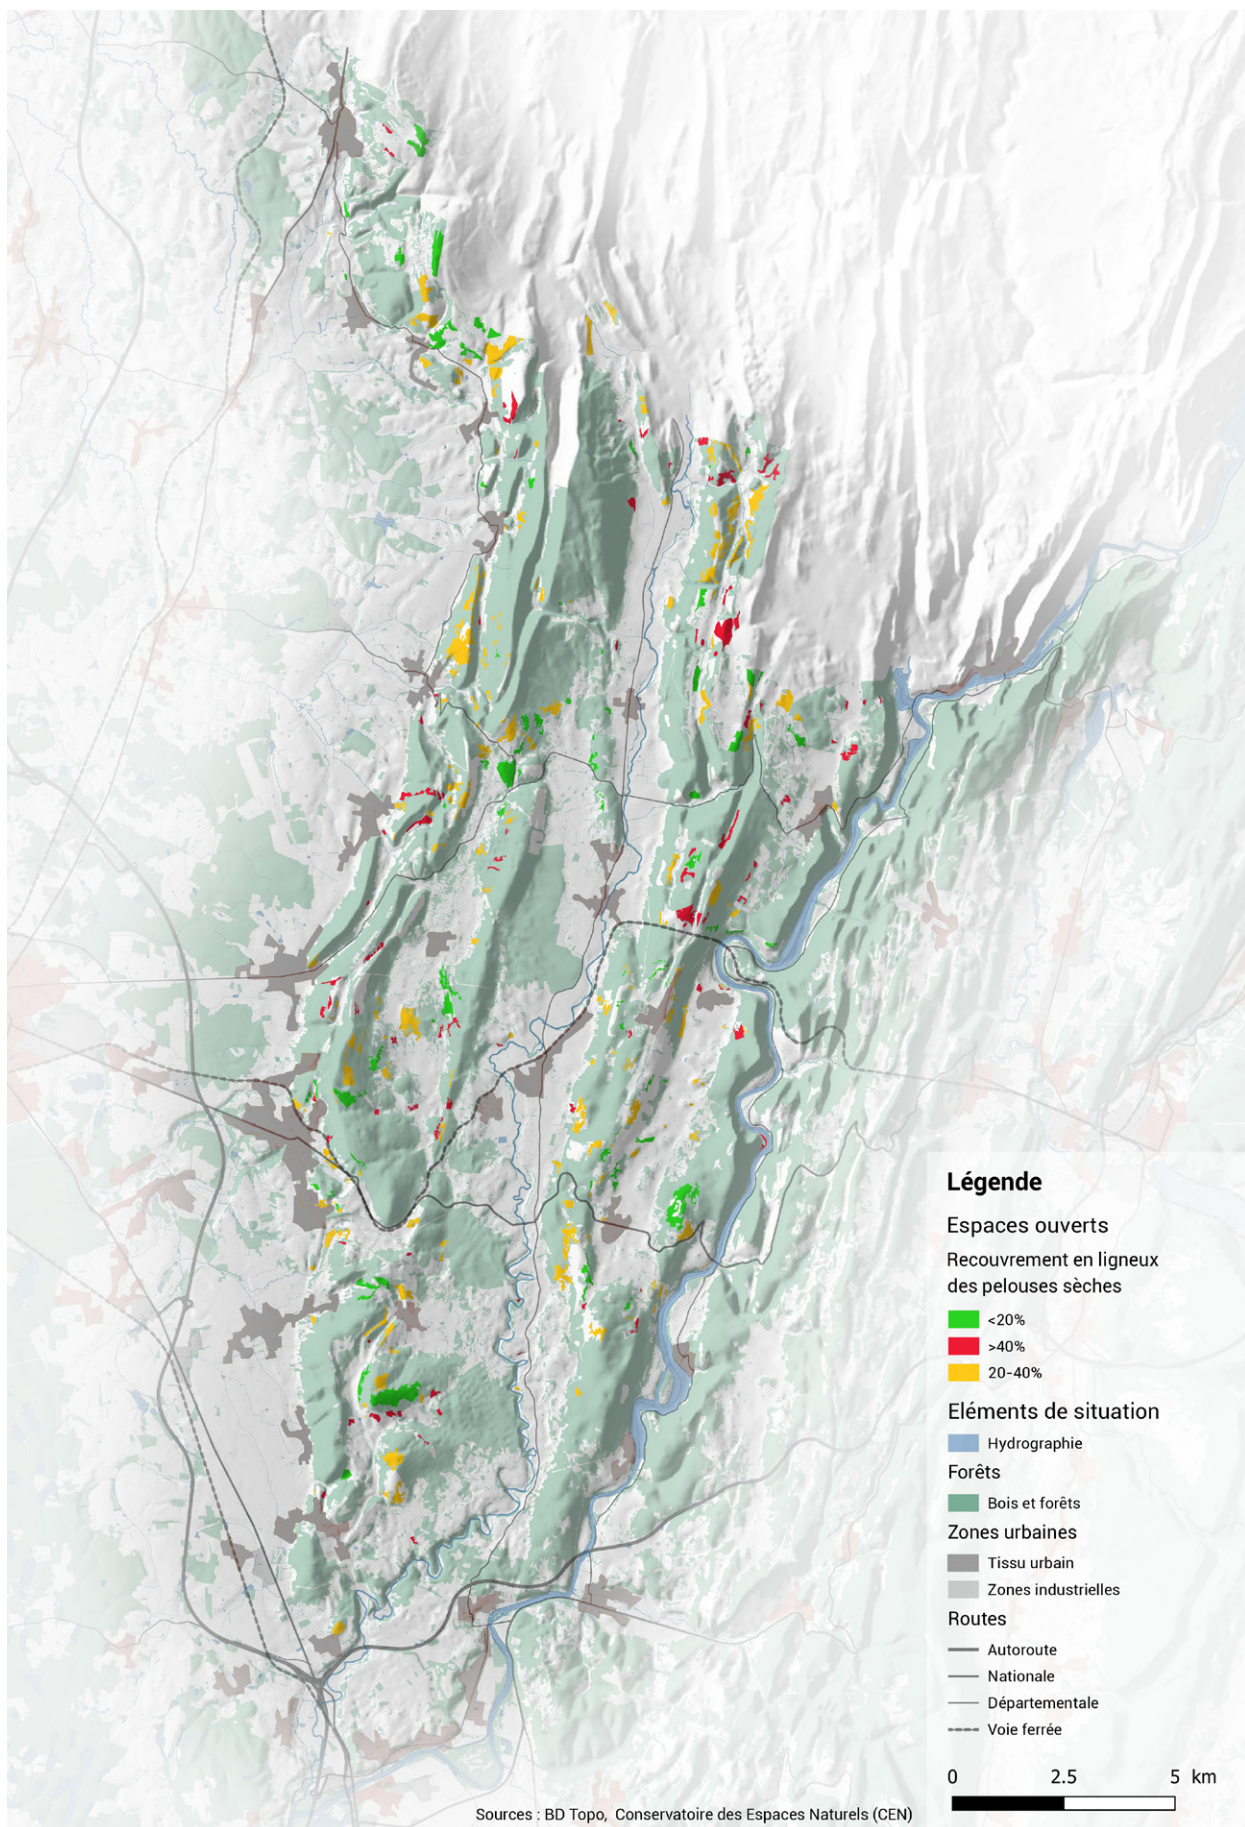 Légende
Espaces ouverts
Recouvrement en ligneux
des pelouses sèches
<20%
>40%
20-40%
Eléments de situation
Hydrographie
Forêts
Bois et forêts
Zones urbaines
Tissu urbain
Zones industrielles
Routes
Autoroute
Nationale
Départementale
Voie ferrée
0 2.5 5 km
Sources : BD Topo, Conservatoire des Espaces Naturels (CEN)